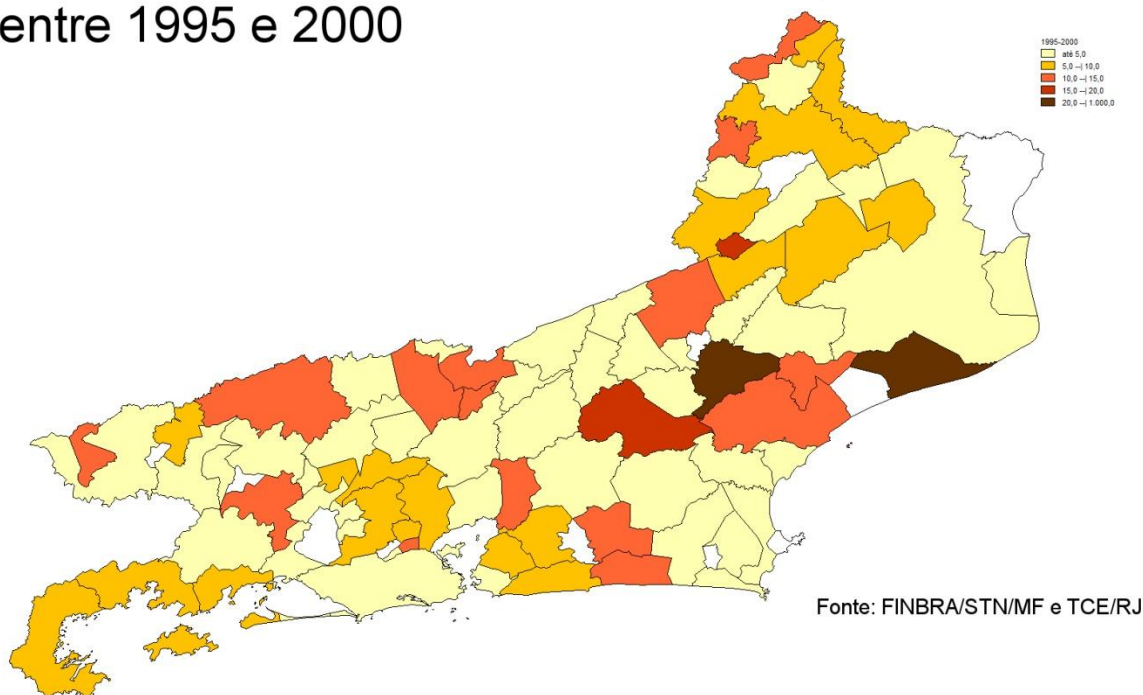 entre 1995 e 2000
1995-2000
até 5,0
5,0 --| 10,0
10,0 --| 15,0
15,0 --| 20,0
20,0 --| 1.000,0
Fonte: FINBRA/STN/MF e TCE/RJ